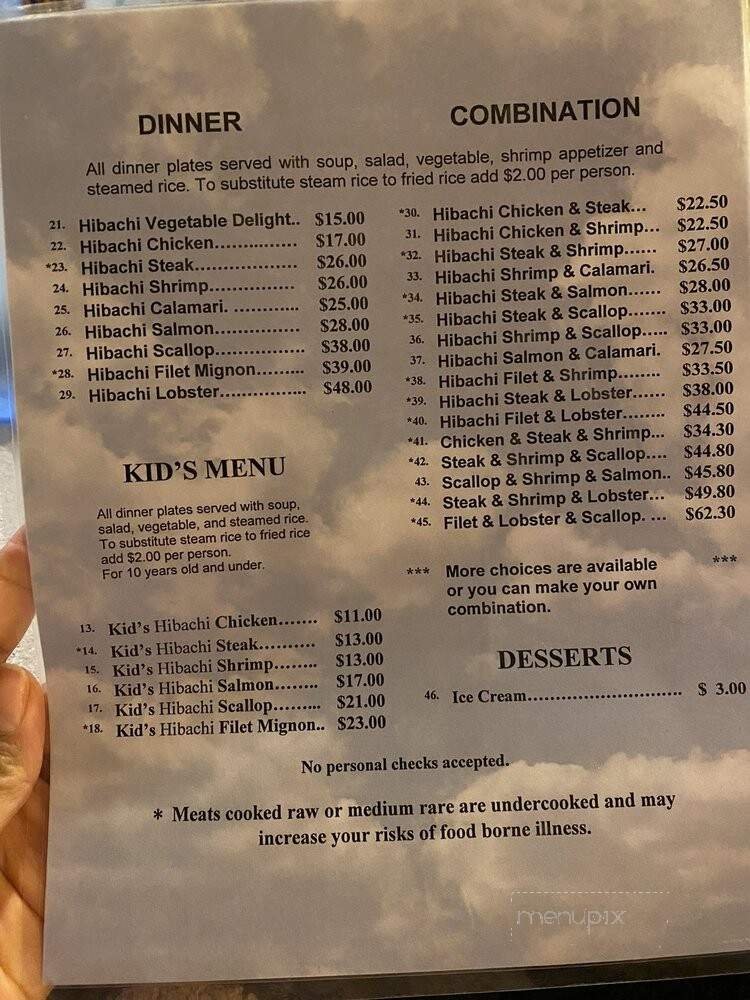 DINNER
All dinner plates served with soup, salad, vegetable, shrimp appetizer and
steamed rice. To substitute steam rice to fried rice add $2.00 per person.
21. Hibachi Vegetable Delight.. $15.00
22. Hibachi Chicken............... $17.00
*23. Hibachi Steak................... $26.00
24. Hibachi Shrimp................ $26.00
25. Hibachi Calamari. ............ $25.00
26. Hibachi Salmon................ $28.00
27. Hibachi Scallop................ $38.00
*28. Hibachi Filet Mignon......... $39.00
29. Hibachi Lobster................ $48.00
KID'S MENU
All dinner plates served with soup,
salad, vegetable, and steamed rice.
To substitute steam rice to fried rice
add $2.00 per person.
For 10 years old and under.
13. Kid's Hibachi Chicken....... $11.00
*14. Kid's Hibachi Steak.......... $13.00
15. Kid's Hibachi Shrimp........ $13.00
16. Kid's Hibachi Salmon........ $17.00
17. Kid's Hibachi Scallop......... $21.00
*18. Kid's Hibachi Filet Mignon.. $23.00
COMBINATION
*30. Hibachi Chicken & Steak... $22.50
31. Hibachi Chicken & Shrimp... $22.50
*32. Hibachi Steak & Shrimp...... $27.00
33. Hibachi Shrimp & Calamari. $26.50
*34. Hibachi Steak & Salmon...... $28.00
*35. Hibachi Steak & Scallop....... $33.00
36. Hibachi Shrimp & Scallop..... $33.00
37. Hibachi Salmon & Calamari. $27.50
*38. Hibachi Filet & Shrimp........ $33.50
*39. Hibachi Steak & Lobster...... $38.00
*40. Hibachi Filet & Lobster........ $44.50
*41. Chicken & Steak & Shrimp... $34.30
*42. Steak & Shrimp & Scallop.... $44.80
43. Scallop & Shrimp & Salmon.. $45.80
*44. Steak & Shrimp & Lobster... $49.80
*45. Filet & Lobster & Scallop. ... $62.30
*** More choices are available ***
or you can make your own
combination.
DESSERTS
46. Ice Cream............................ $ 3.00
No personal checks accepted.
* Meats cooked raw or medium rare are undercooked and may
increase your risks of food borne illness.
menupix